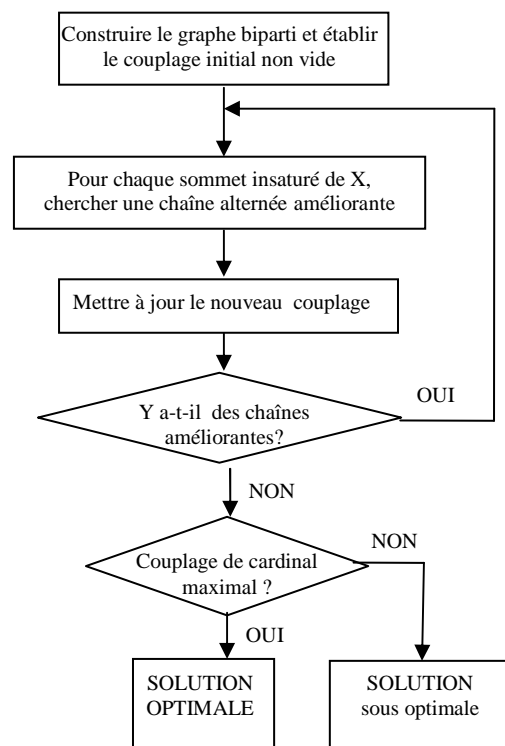 Construire le graphe biparti et établir
le couplage initial non vide
Pour chaque sommet insaturé de X,
chercher une chaîne alternée améliorante
Mettre à jour le nouveau couplage
Y a-t-il des chaînes
améliorantes?
OUI
NON
Couplage de cardinal
maximal ?
NON
OUI
SOLUTION
OPTIMALE
SOLUTION
sous optimale